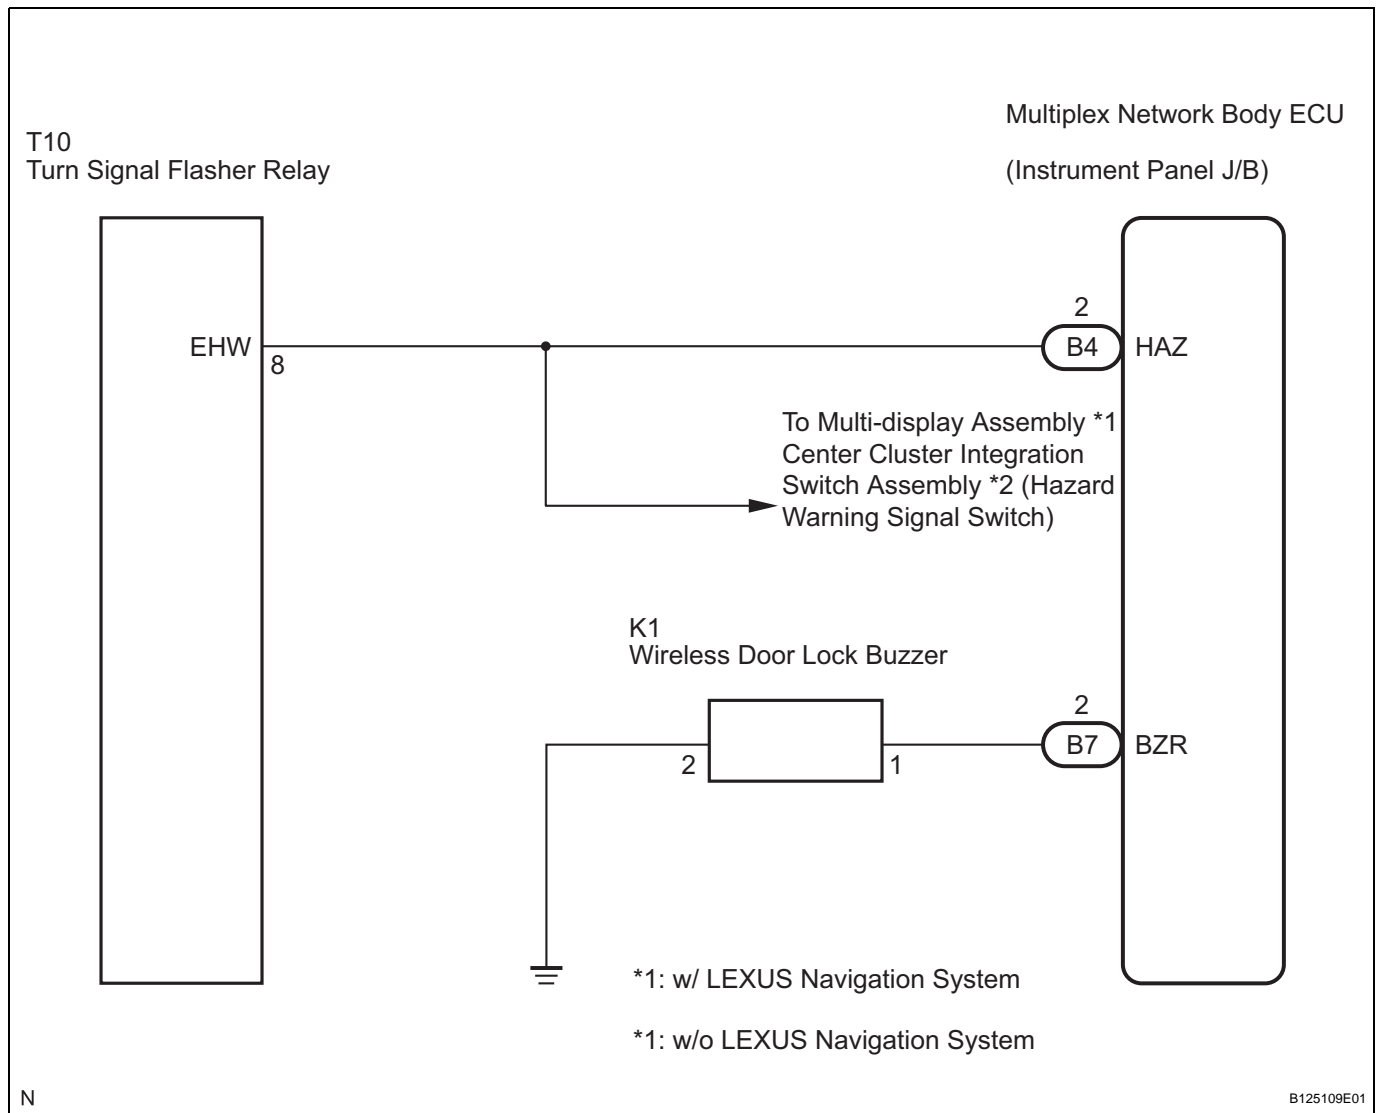 Multiplex Network Body ECU
(Instrument Panel J/B)
T10
Turn Signal Flasher Relay
EHW
8
2
B4
HAZ
To Multi-display Assembly *1
Center Cluster Integration
Switch Assembly *2 (Hazard
Warning Signal Switch)
K1
Wireless Door Lock Buzzer
2
1
2
B7
BZR
*1: w/ LEXUS Navigation System
*1: w/o LEXUS Navigation System
N
B125109E01